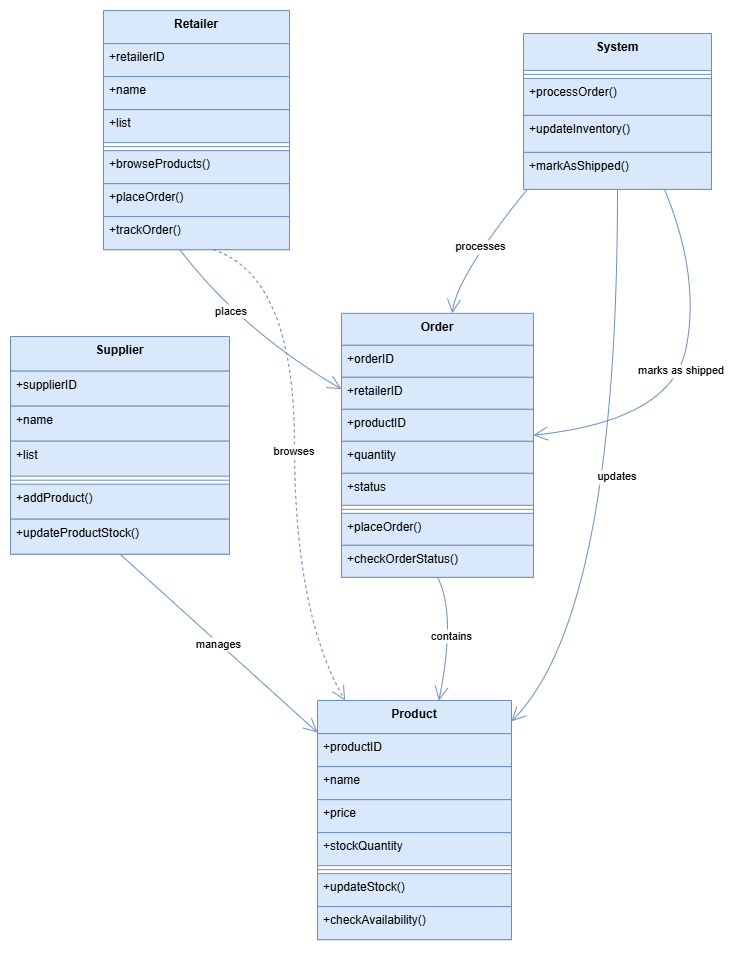 Retailer
+retailerID
+name
+list
+browseProducts()
+placeOrder()
+trackOrder()
System
+processOrder()
+updateInventory()
+markAsShipped()
processes
places
Supplier
+supplierID
+name
+list
+addProduct()
+updateProductStock()
Order
+orderID
+retailerID
+productID
+quantity
+status
+placeOrder()
+checkOrderStatus()
marks as shipped
browses
updates
manages
contains
Product
+productID
+name
+price
+stockQuantity
+updateStock()
+checkAvailability()